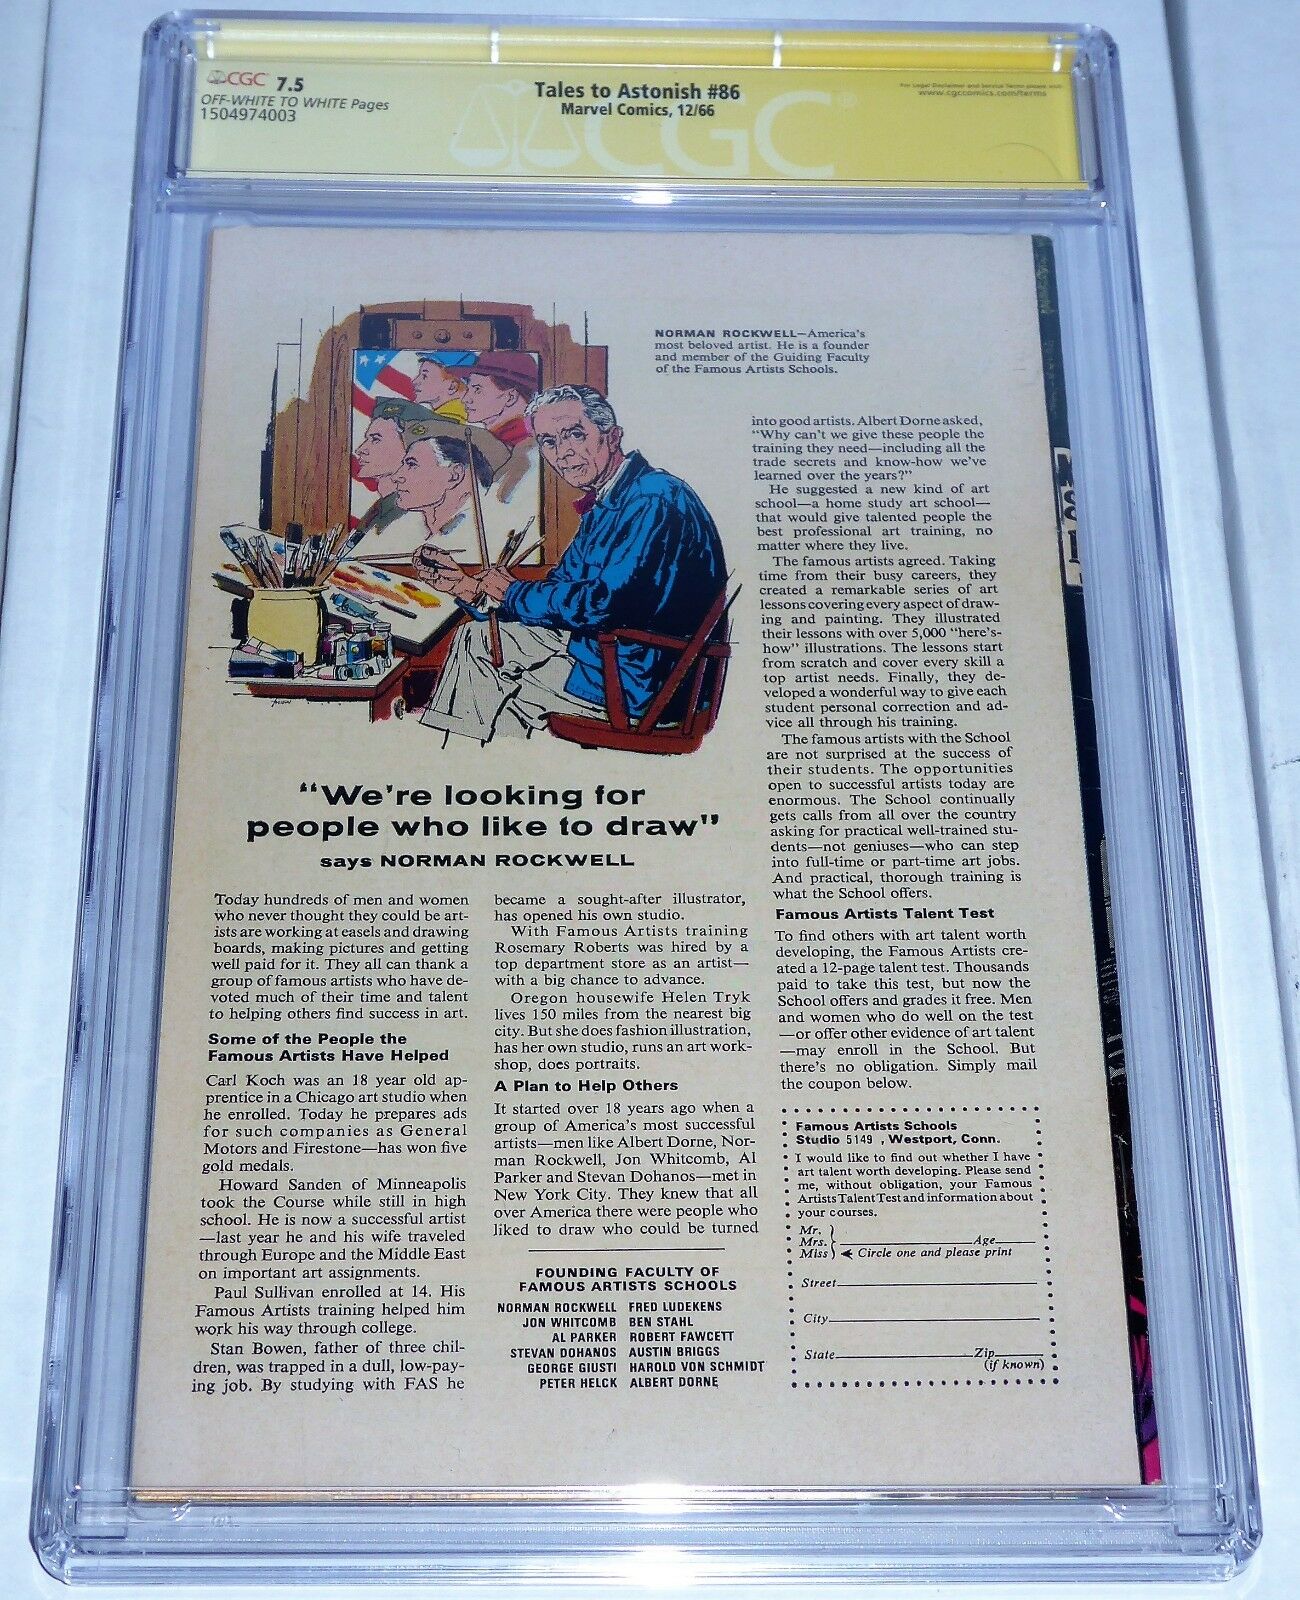 CGC 7.5
OFF-WHITE TO WHITE Pages
1504974003
Tales to Astonish #86
Marvel Comics, 12/66
For Legal Disclaimer and Service Terms please visit:
www.cgccomics.com/terms
CGC
NORMAN ROCKWELL—America's
most beloved artist. He is a founder
and member of the Guiding Faculty
of the Famous Artists Schools.
"We're looking for
people who like to draw"
says NORMAN ROCKWELL
Today hundreds of men and women
who never thought they could be art-
ists are working at easels and drawing
boards, making pictures and getting
well paid for it. They all can thank a
group of famous artists who have de-
voted much of their time and talent
to helping others find success in art.
Some of the People the
Famous Artists Have Helped
Carl Koch was an 18 year old ap-
prentice in a Chicago art studio when
he enrolled. Today he prepares ads
for such companies as General
Motors and Firestone—has won five
gold medals.
Howard Sanden of Minneapolis
took the Course while still in high
school. He is now a successful artist
—last year he and his wife traveled
through Europe and the Middle East
on important art assignments.
Paul Sullivan enrolled at 14. His
Famous Artists training helped him
work his way through college.
Stan Bowen, father of three chil-
dren, was trapped in a dull, low-pay-
ing job. By studying with FAS he
became a sought-after illustrator,
has opened his own studio.
With Famous Artists training
Rosemary Roberts was hired by a
top department store as an artist—
with a big chance to advance.
Oregon housewife Helen Tryk
lives 150 miles from the nearest big
city. But she does fashion illustration,
has her own studio, runs an art work-
shop, does portraits.
A Plan to Help Others
It started over 18 years ago when a
group of America's most successful
artists—men like Albert Dorne, Nor-
man Rockwell, Jon Whitcomb, Al
Parker and Stevan Dohanos—met in
New York City. They knew that all
over America there were people who
liked to draw who could be turned
FOUNDING FACULTY OF
FAMOUS ARTISTS SCHOOLS
NORMAN ROCKWELL FRED LUDEKENS
JON WHITCOMB BEN STAHL
AL PARKER ROBERT FAWCETT
STEVAN DOHANOS AUSTIN BRIGGS
GEORGE GIUSTI HAROLD VON SCHMIDT
PETER HELCK ALBERT DORNE
into good artists. Albert Dorne asked,
"Why can't we give these people the
training they need—including all the
trade secrets and know-how we've
learned over the years?"
He suggested a new kind of art
school—a home study art school—
that would give talented people the
best professional art training, no
matter where they live.
The famous artists agreed. Taking
time from their busy careers, they
created a remarkable series of art
lessons covering every aspect of draw-
ing and painting. They illustrated
their lessons with over 5,000 "here's-
how" illustrations. The lessons start
from scratch and cover every skill a
top artist needs. Finally, they de-
veloped a wonderful way to give each
student personal correction and ad-
vice all through his training.
The famous artists with the School
are not surprised at the success of
their students. The opportunities
open to successful artists today are
enormous. The School continually
gets calls from all over the country
asking for practical well-trained stu-
dents—not geniuses—who can step
into full-time or part-time art jobs.
And practical, thorough training is
what the School offers.
Famous Artists Talent Test
To find others with art talent worth
developing, the Famous Artists cre-
ated a 12-page talent test. Thousands
paid to take this test, but now the
School offers and grades it free. Men
and women who do well on the test
—or offer other evidence of art talent
—may enroll in the School. But
there's no obligation. Simply mail
the coupon below.
Famous Artists Schools
Studio 5149 , Westport, Conn.
I would like to find out whether I have
art talent worth developing. Please send
me, without obligation, your Famous
Artists Talent Test and information about
your courses.
Mr.
Mrs. Age
Miss Circle one and please print
Street
City
State Zip
(if known)